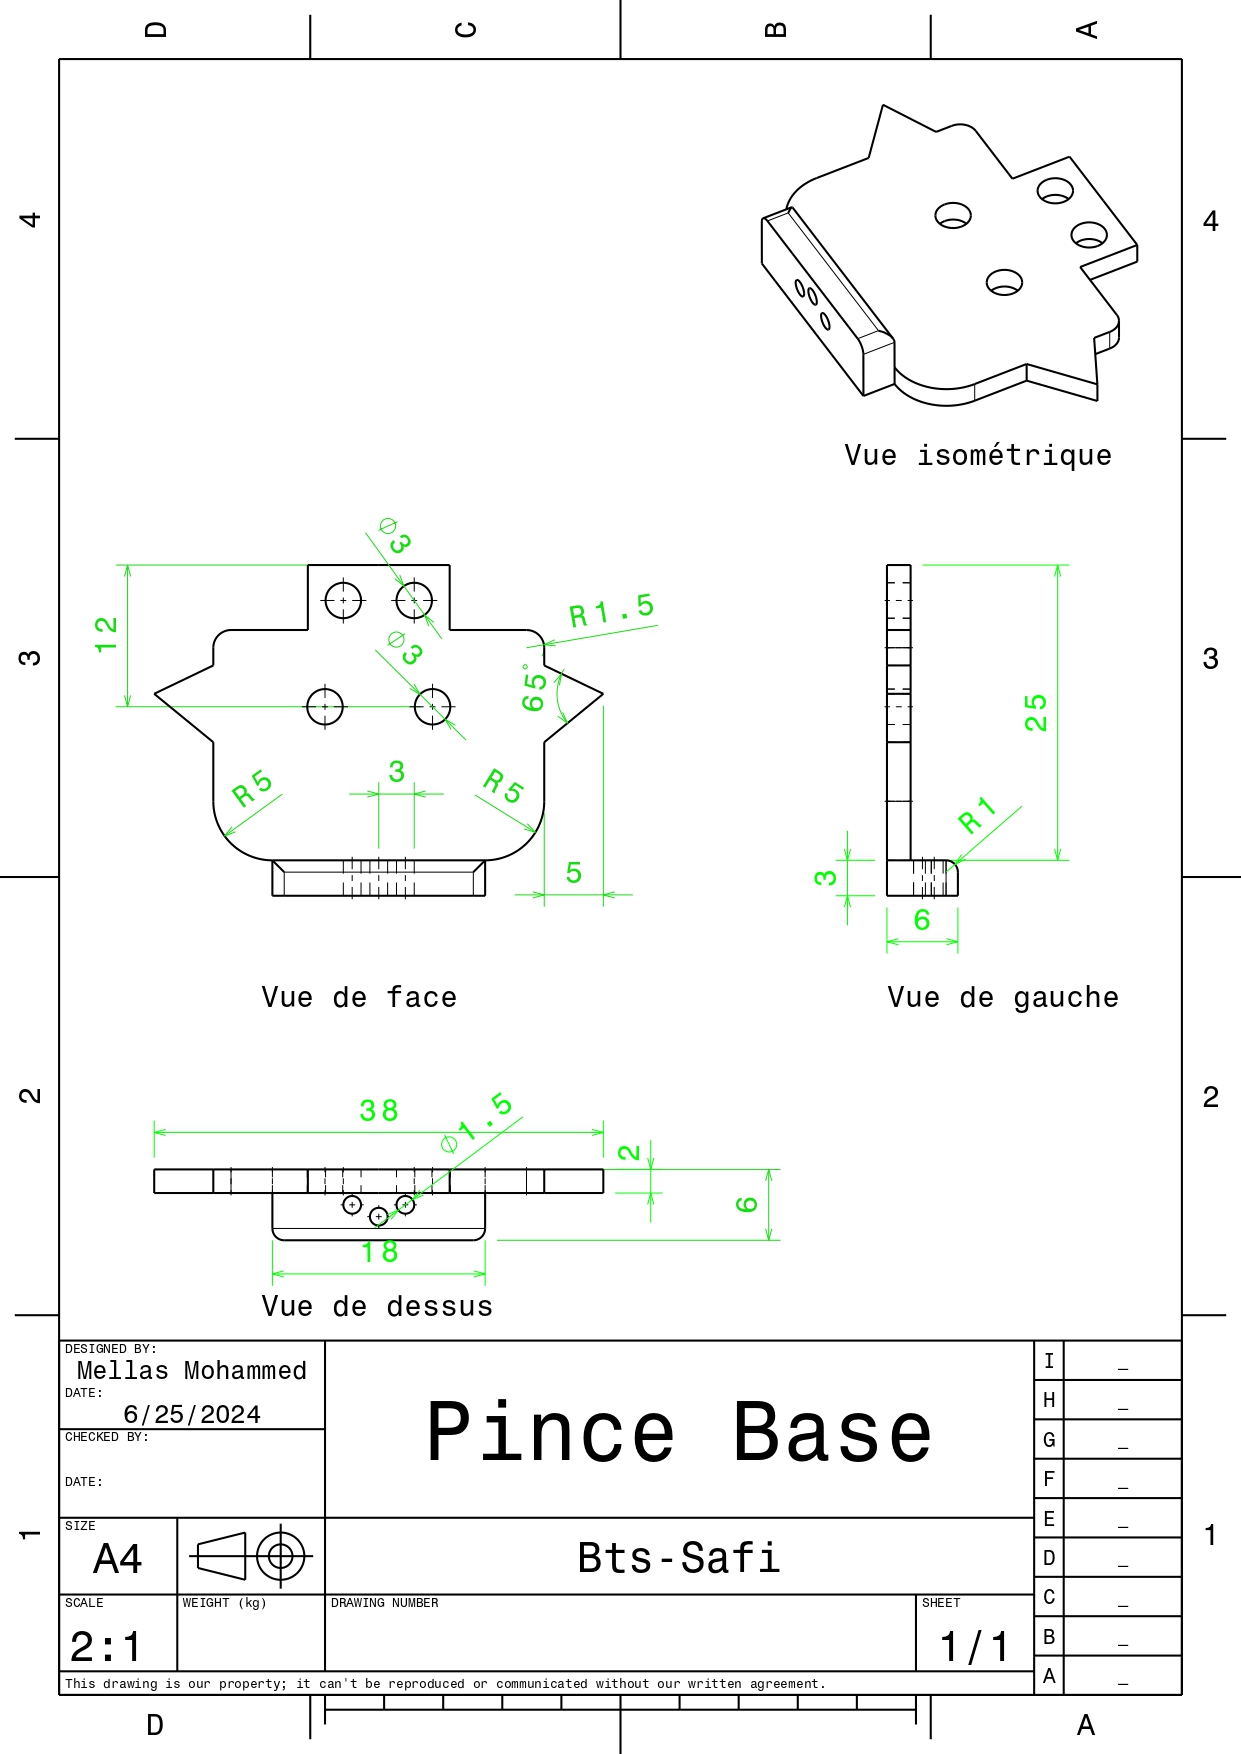 D C B A
4 4
Vue isométrique
∅3
R1.5
12
∅3
65°
3
R5
R5
5
25
R1
3
6
3 3
Vue de face
Vue de gauche
2 2
38
∅1.5
2
6
18
Vue de dessus
DESIGNED BY:
Mellas Mohammed
DATE:
6/25/2024
CHECKED BY:
DATE:
Pince Base
SIZE
A4
Bts-Safi
SCALE
2:1
WEIGHT (kg)
DRAWING NUMBER
SHEET
1/1
I _
H _
G _
F _
E _
D _
C _
B _
A _
1 1
This drawing is our property; it can't be reproduced or communicated without our written agreement.
D A